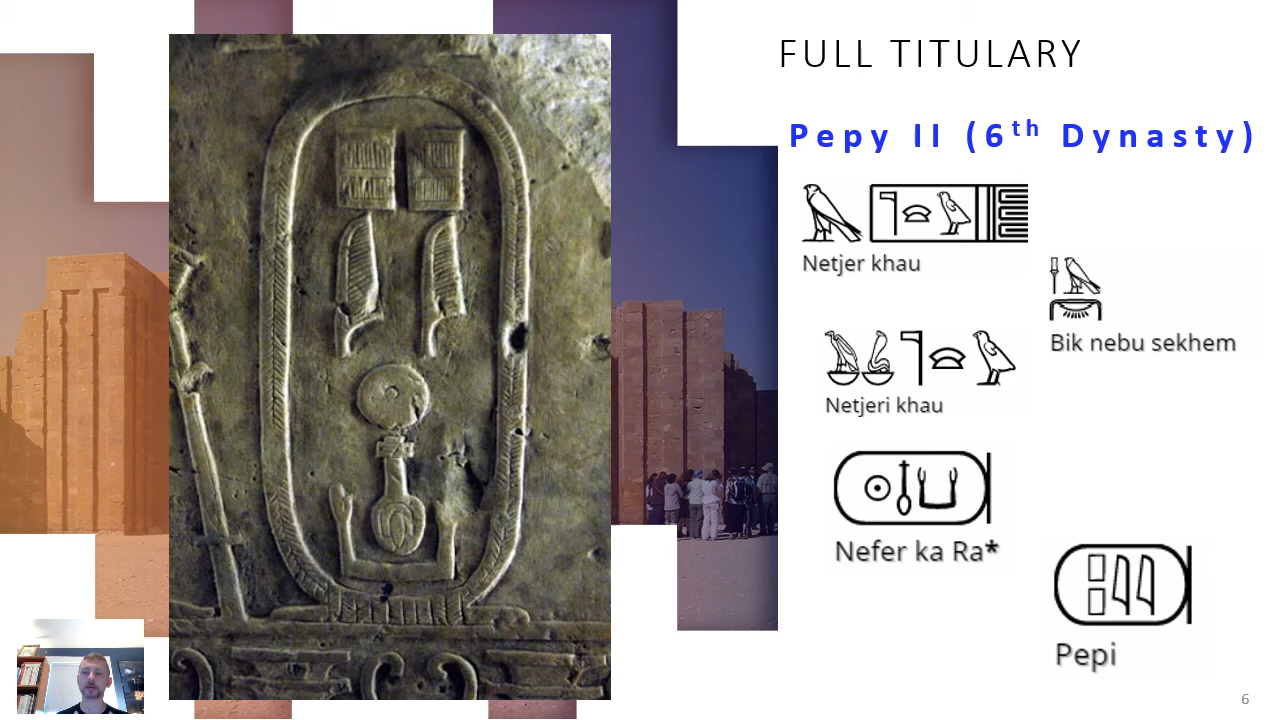 FULL TITULARY
Pepy II (6th Dynasty)
Netjer khau
Bik nebu sekhem
Netjeri khau
Nefer ka Ra*
Pepi
6